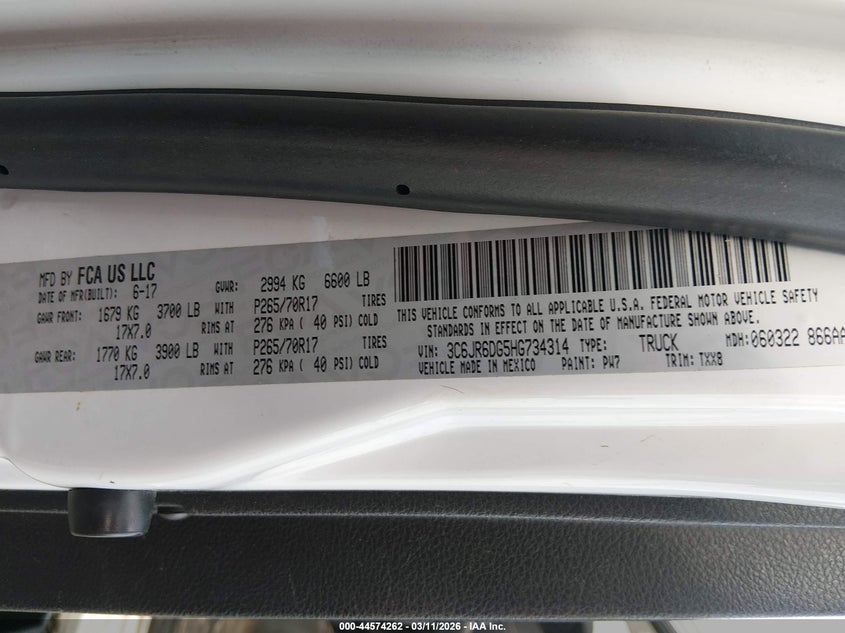 MFD BY FCA US LLC
DATE OF MFR(BUILT): 6-17 GVWR: 2994 KG 6600 LB
GAWR FRONT: 1679 KG 3700 LB WITH P265/70R17 TIRES
17X7.0 RIMS AT 276 KPA ( 40 PSI) COLD
GAWR REAR: 1770 KG 3900 LB WITH P265/70R17 TIRES
17X7.0 RIMS AT 276 KPA ( 40 PSI) COLD
THIS VEHICLE CONFORMS TO ALL APPLICABLE U.S.A. FEDERAL MOTOR VEHICLE SAFETY
STANDARDS IN EFFECT ON THE DATE OF MANUFACTURE SHOWN ABOVE.
VIN: 3C6JR6DG5HG734314 TYPE: TRUCK MDH:060322 866AA
VEHICLE MADE IN MEXICO PAINT: PW7 TRIM: TXX8
000-44574262 - 03/11/2026 - IAA Inc.